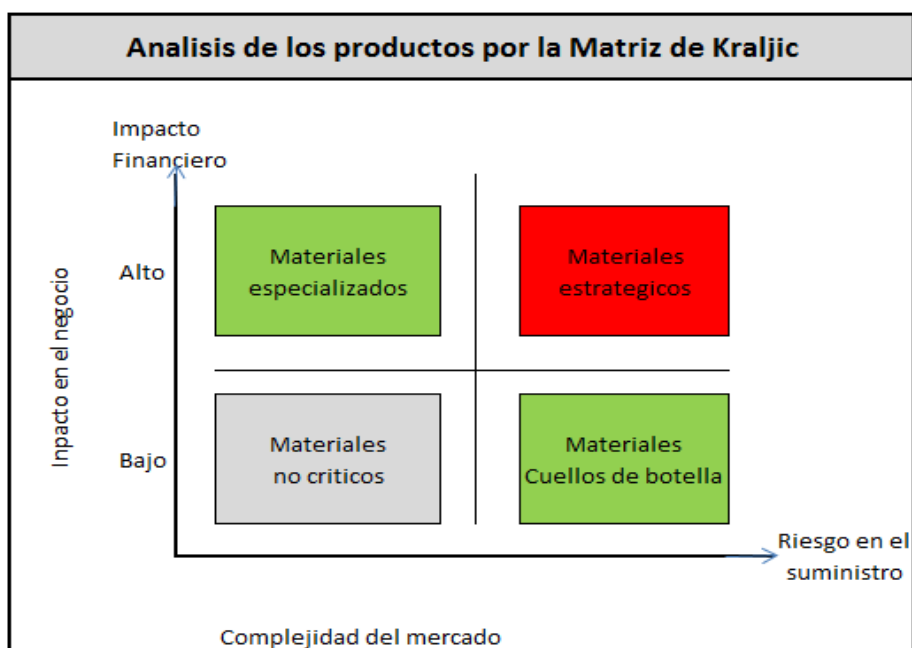 Analisis de los productos por la Matriz de Kraljic
Impacto
Financiero
Inpacto en el negocio
Alto
Materiales
especializados
Materiales
estrategicos
Bajo
Materiales
no criticos
Materiales
Cuellos de botella
Riesgo en el
suministro
Complejidad del mercado